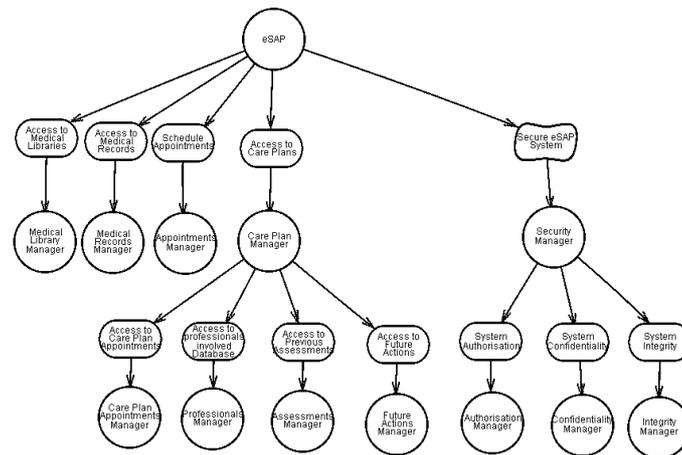 eSAP
Access to
Medical
Libraries
Access to
Medical
Records
Schedule
Appointments
Access to
Care Plans
Secure eSAP
System
Medical
Library
Manager
Medical
Records
Manager
Appointments
Manager
Care Plan
Manager
Security
Manager
Access to
Care Plan
Appointments
Access to
professionals
involved
Database
Access to
Previous
Assessments
Access to
Future
Actions
System
Authorisation
System
Confidentiality
System
Integrity
Care Plan
Appointments
Manager
Professionals
Manager
Assessments
Manager
Future
Actions
Manager
Authorisation
Manager
Confidentiality
Manager
Integrity
Manager